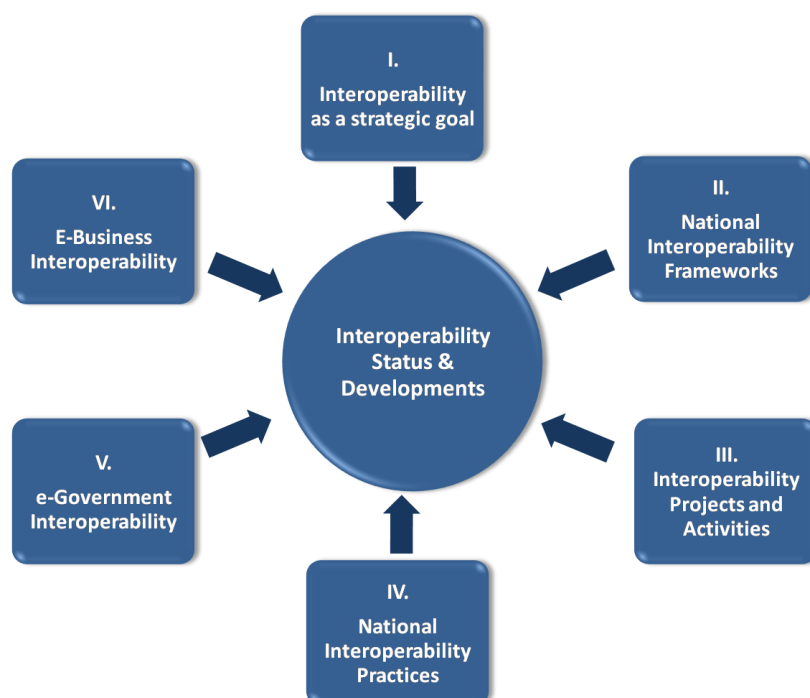 I.
Interoperability
as a strategic goal
II.
National
Interoperability
Frameworks
III.
Interoperability
Projects and
Activities
IV.
National
Interoperability
Practices
V.
e-Government
Interoperability
VI.
E-Business
Interoperability
Interoperability
Status &
Developments